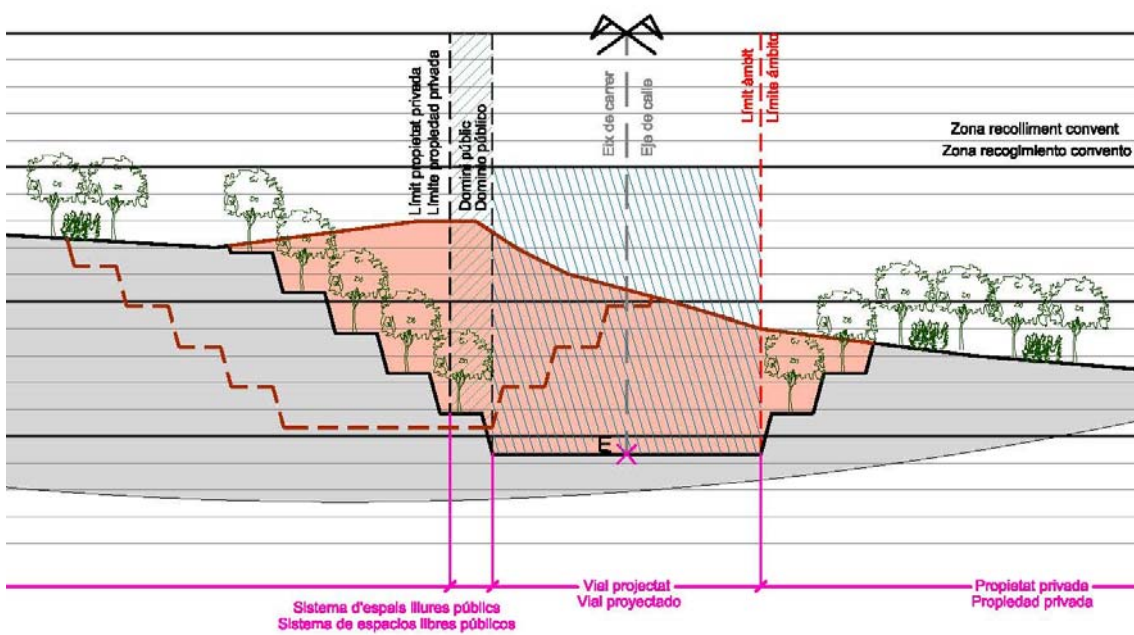 Límit propietat privada
Límite propiedad privada
Domini públic
Dominio público
Eix de carrer
Eje de calle
Límit àmbit
Límite ámbito
Zona recolliment convent
Zona recogimiento convento
E
Vial projectat
Vial proyectado
Propietat privada
Propiedad privada
Sistema d'espais lliures públics
Sistema de espacios libres públicos